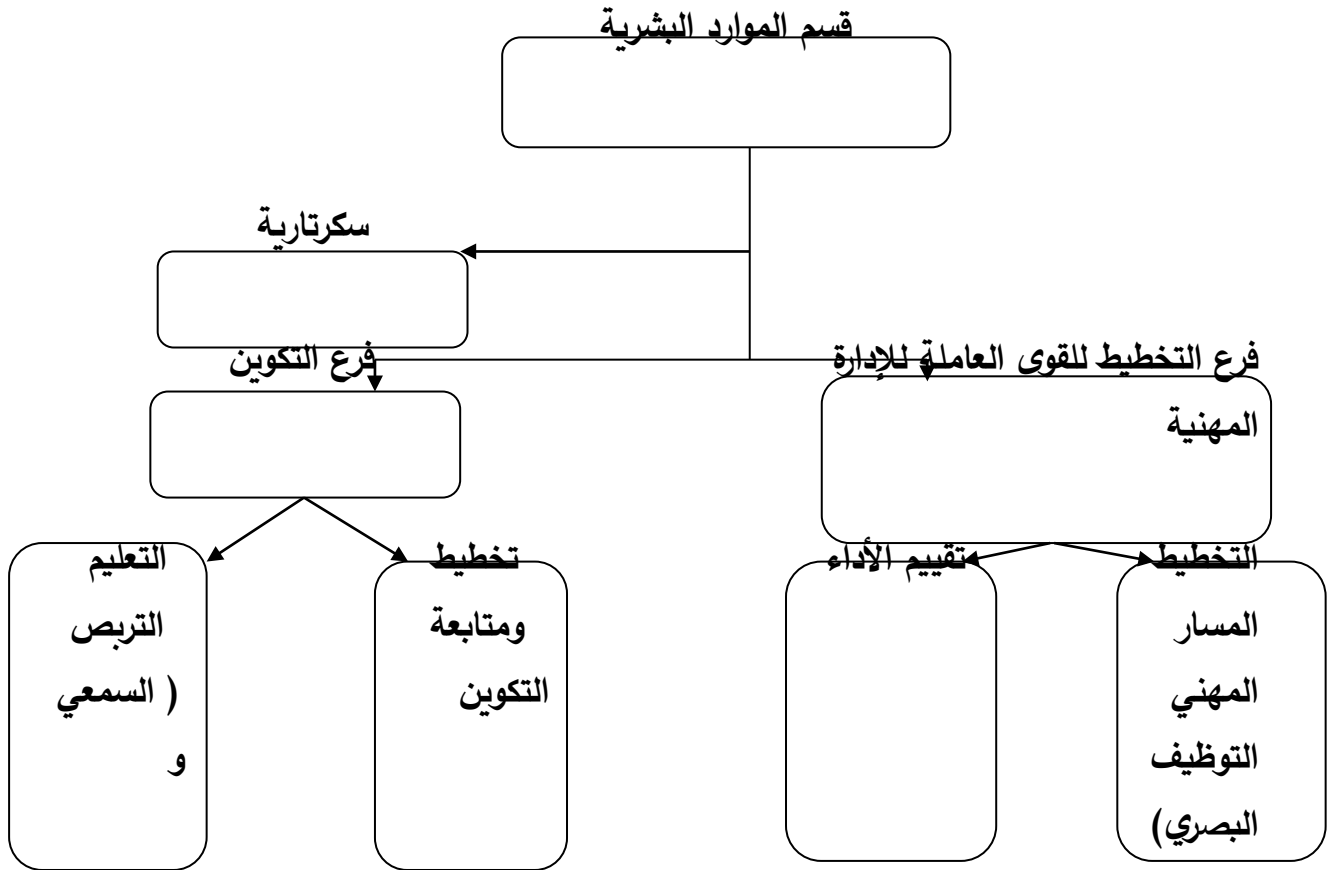 قسم الموارد البشرية
سكرتارية
فرع التخطيط للقوى العاملة للإدارة
المهنية
فرع التكوين
التخطيط
المسار
المهني
التوظيف
البصري)
تقييم الأداء
تخطيط
ومتابعة
التكوين
التعليم
التربص
( السمعي
و